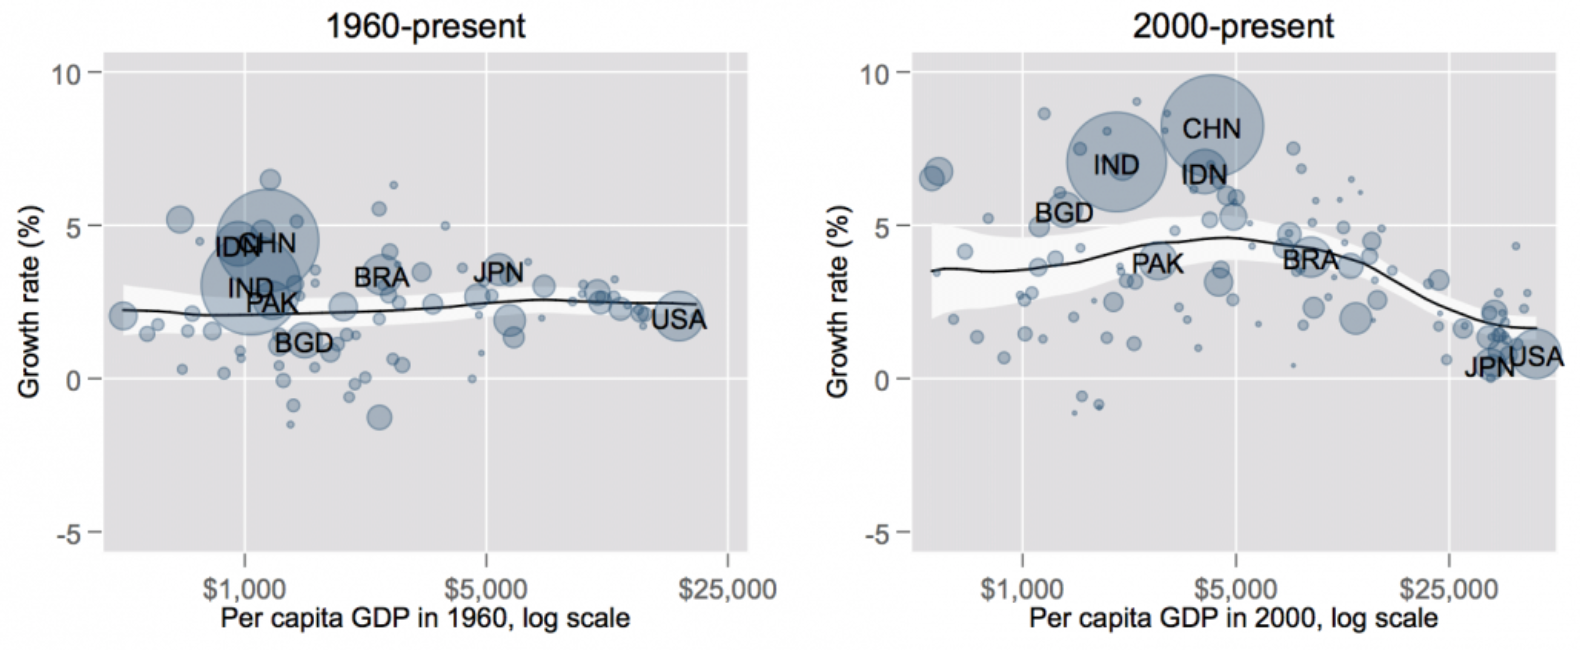 1960-present
10
5
0
-5
Growth rate (%)
IDN
CHN
IND
PAK
BGD
BRA
JPN
USA
$1,000
$5,000
$25,000
Per capita GDP in 1960, log scale
2000-present
10
5
0
-5
Growth rate (%)
CHN
IND
IDN
BGD
PAK
BRA
JPN
USA
$1,000
$5,000
$25,000
Per capita GDP in 2000, log scale